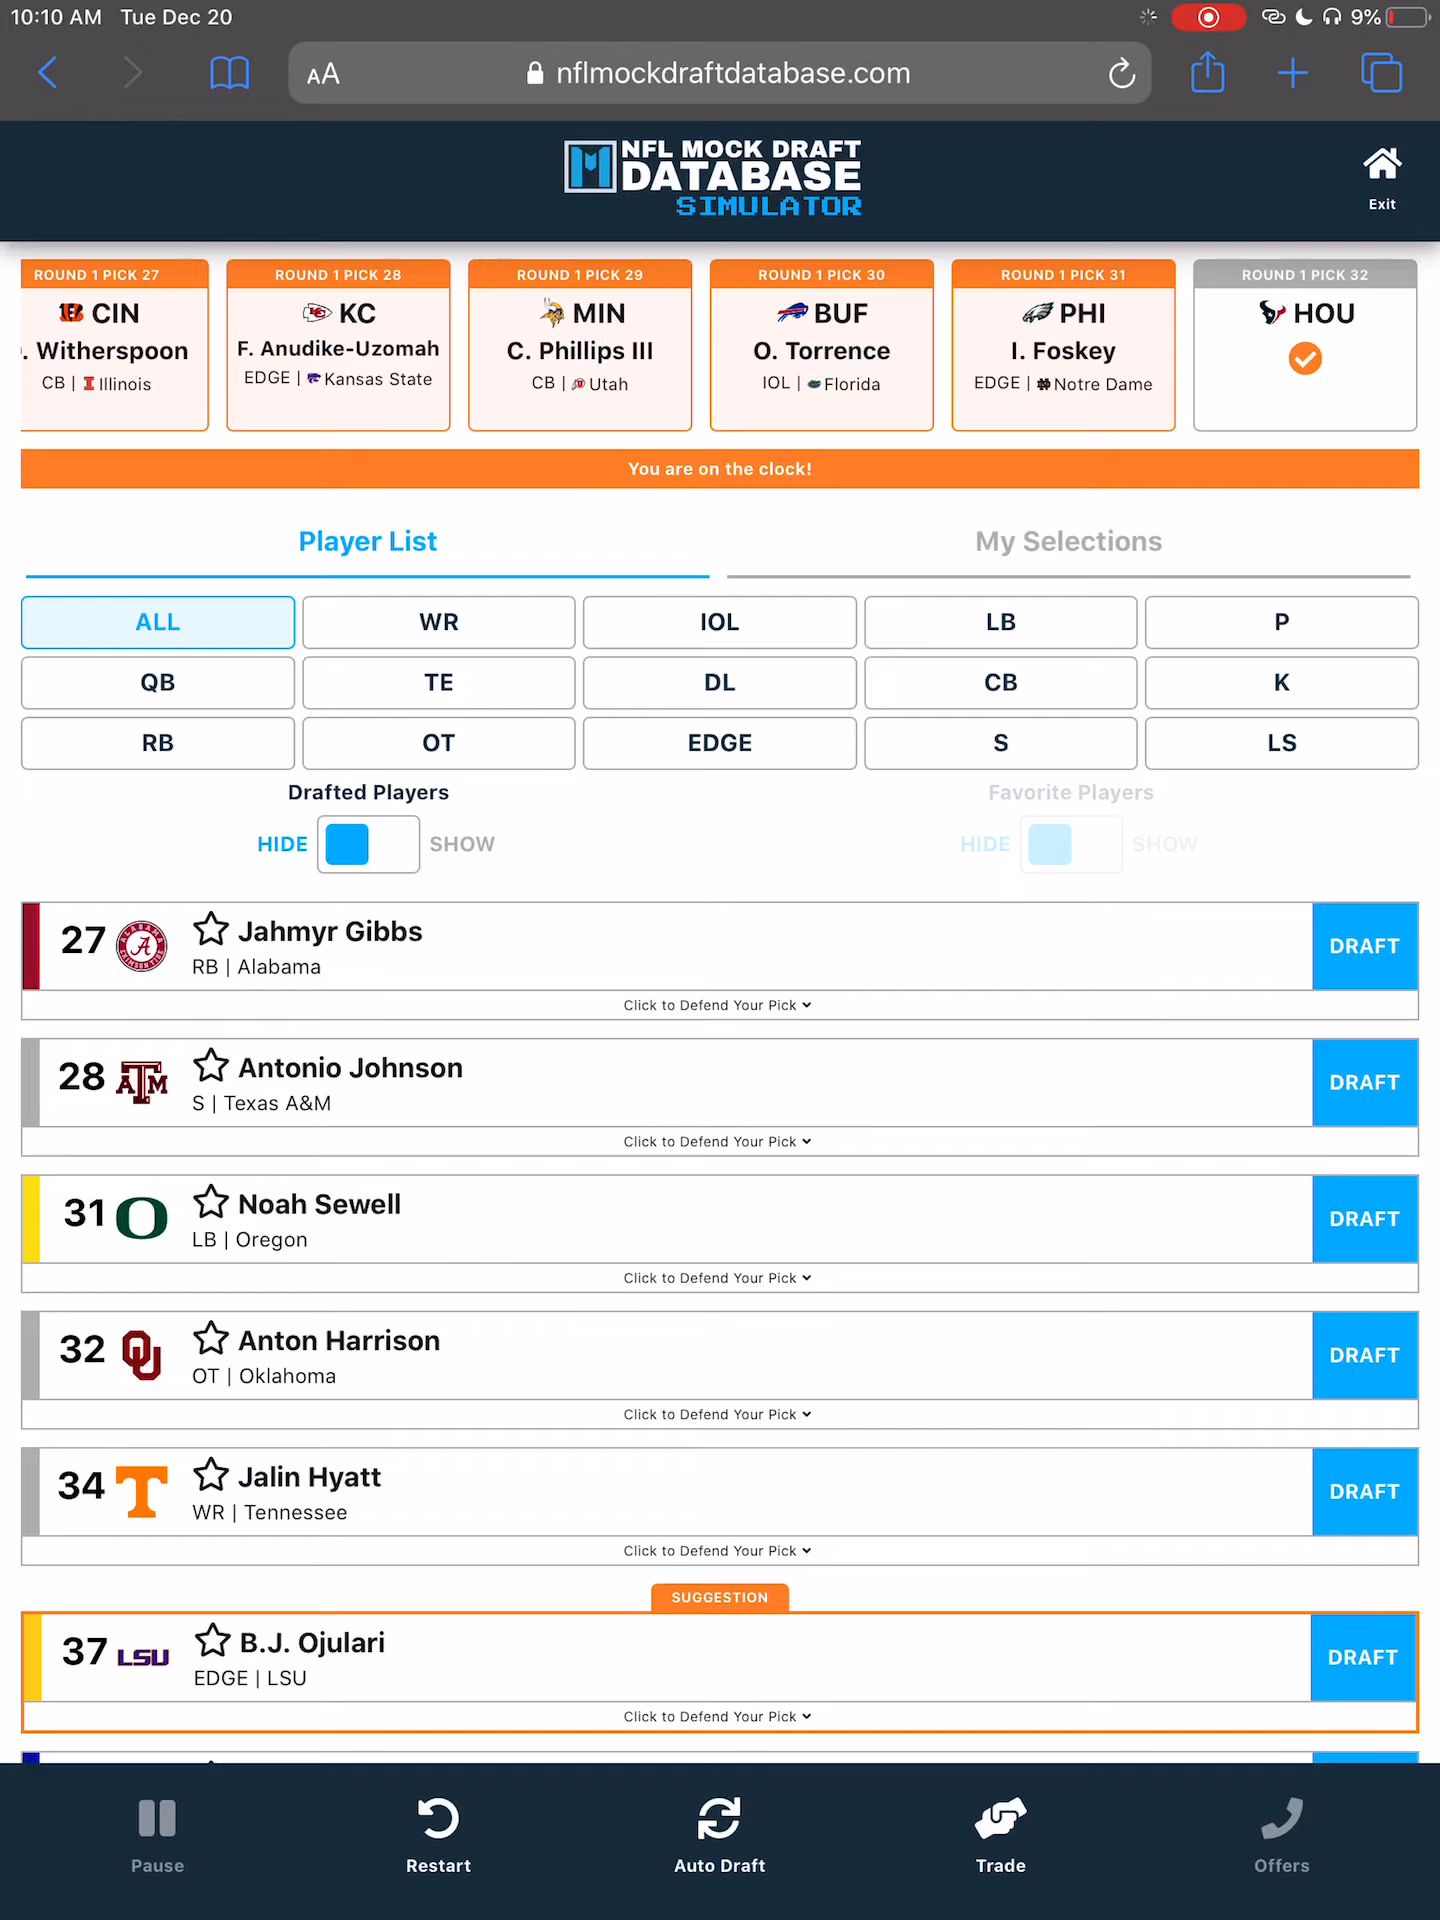 10:10 AM Tue Dec 20
9%
AA
nflmockdraftdatabase.com
NFL MOCK DRAFT
DATABASE
SIMULATOR
Exit
ROUND 1 PICK 27
CIN
. Witherspoon
CB | Illinois
ROUND 1 PICK 28
KC
F. Anudike-Uzomah
EDGE | Kansas State
ROUND 1 PICK 29
MIN
C. Phillips III
CB | Utah
ROUND 1 PICK 30
BUF
O. Torrence
IOL | Florida
ROUND 1 PICK 31
PHI
I. Foskey
EDGE | Notre Dame
ROUND 1 PICK 32
HOU
You are on the clock!
Player List
My Selections
ALL
WR
IOL
LB
P
QB
TE
DL
CB
K
RB
OT
EDGE
S
LS
Drafted Players
Favorite Players
HIDE
SHOW
HIDE
SHOW
27
Jahmyr Gibbs
RB | Alabama
DRAFT
Click to Defend Your Pick
28
Antonio Johnson
S | Texas A&M
DRAFT
Click to Defend Your Pick
31
Noah Sewell
LB | Oregon
DRAFT
Click to Defend Your Pick
32
Anton Harrison
OT | Oklahoma
DRAFT
Click to Defend Your Pick
34
Jalin Hyatt
WR | Tennessee
DRAFT
Click to Defend Your Pick
SUGGESTION
37
LSU
B.J. Ojulari
EDGE | LSU
DRAFT
Click to Defend Your Pick
Pause
Restart
Auto Draft
Trade
Offers